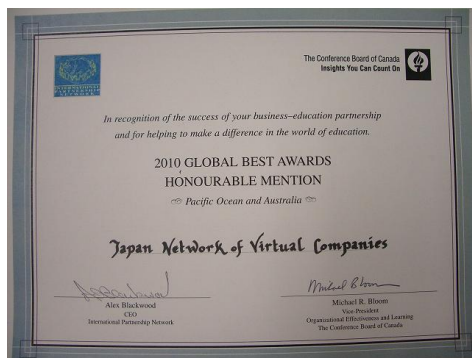 The Conference Board of Canada
Insights You Can Count On
INTERNATIONAL
PARTNERSHIP
NETWORK
In recognition of the success of your business–education partnership
and for helping to make a difference in the world of education.
2010 GLOBAL BEST AWARDS
HONOURABLE MENTION
Pacific Ocean and Australia
Japan Network of Virtual Companies
Alex Blackwood
CEO
International Partnership Network
Michael R. Bloom
Vice-President
Organizational Effectiveness and Learning
The Conference Board of Canada